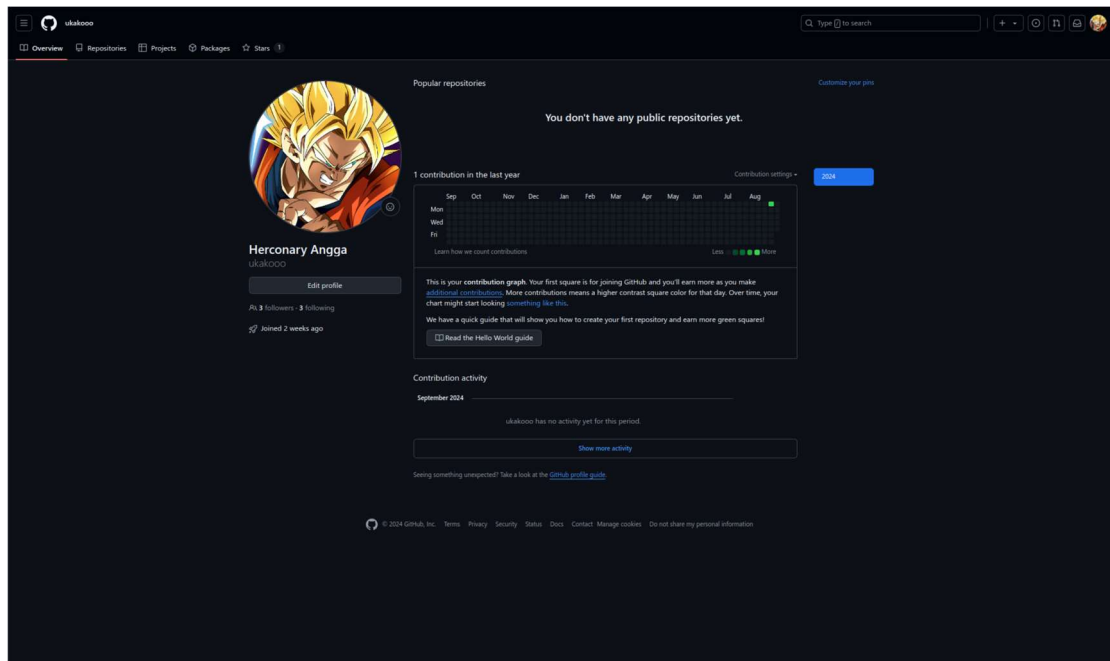 ukakooo
Type / to search
Overview Repositories Projects Packages Stars 1
Popular repositories
Customize your pins
You don't have any public repositories yet.
1 contribution in the last year
Contribution settings
2024
Sep Oct Nov Dec Jan Feb Mar Apr May Jun Jul Aug
Mon
Wed
Fri
Learn how we count contributions
Less More
Herconary Angga
ukakooo
Edit profile
3 followers · 3 following
Joined 2 weeks ago
This is your contribution graph. Your first square is for joining GitHub and you'll earn more as you make
additional contributions. More contributions means a higher contrast square color for that day. Over time, your
chart might start looking something like this.
We have a quick guide that will show you how to create your first repository and earn more green squares!
Read the Hello World guide
Contribution activity
September 2024
ukakooo has no activity yet for this period.
Show more activity
Seeing something unexpected? Take a look at the GitHub profile guide.
© 2024 GitHub, Inc. Terms Privacy Security Status Docs Contact Manage cookies Do not share my personal information